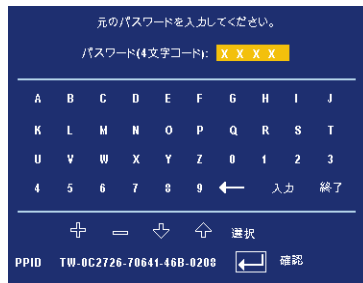 元のパスワードを入力してください。
パスワード(4文字コード): X X X X
A B C D E F G H I J
K L M N O P Q R S T
U V W X Y Z 0 1 2 3
4 5 6 7 8 9 ← 入力 終了
選択
PPID TW-0C2726-70641-46B-0208 確認